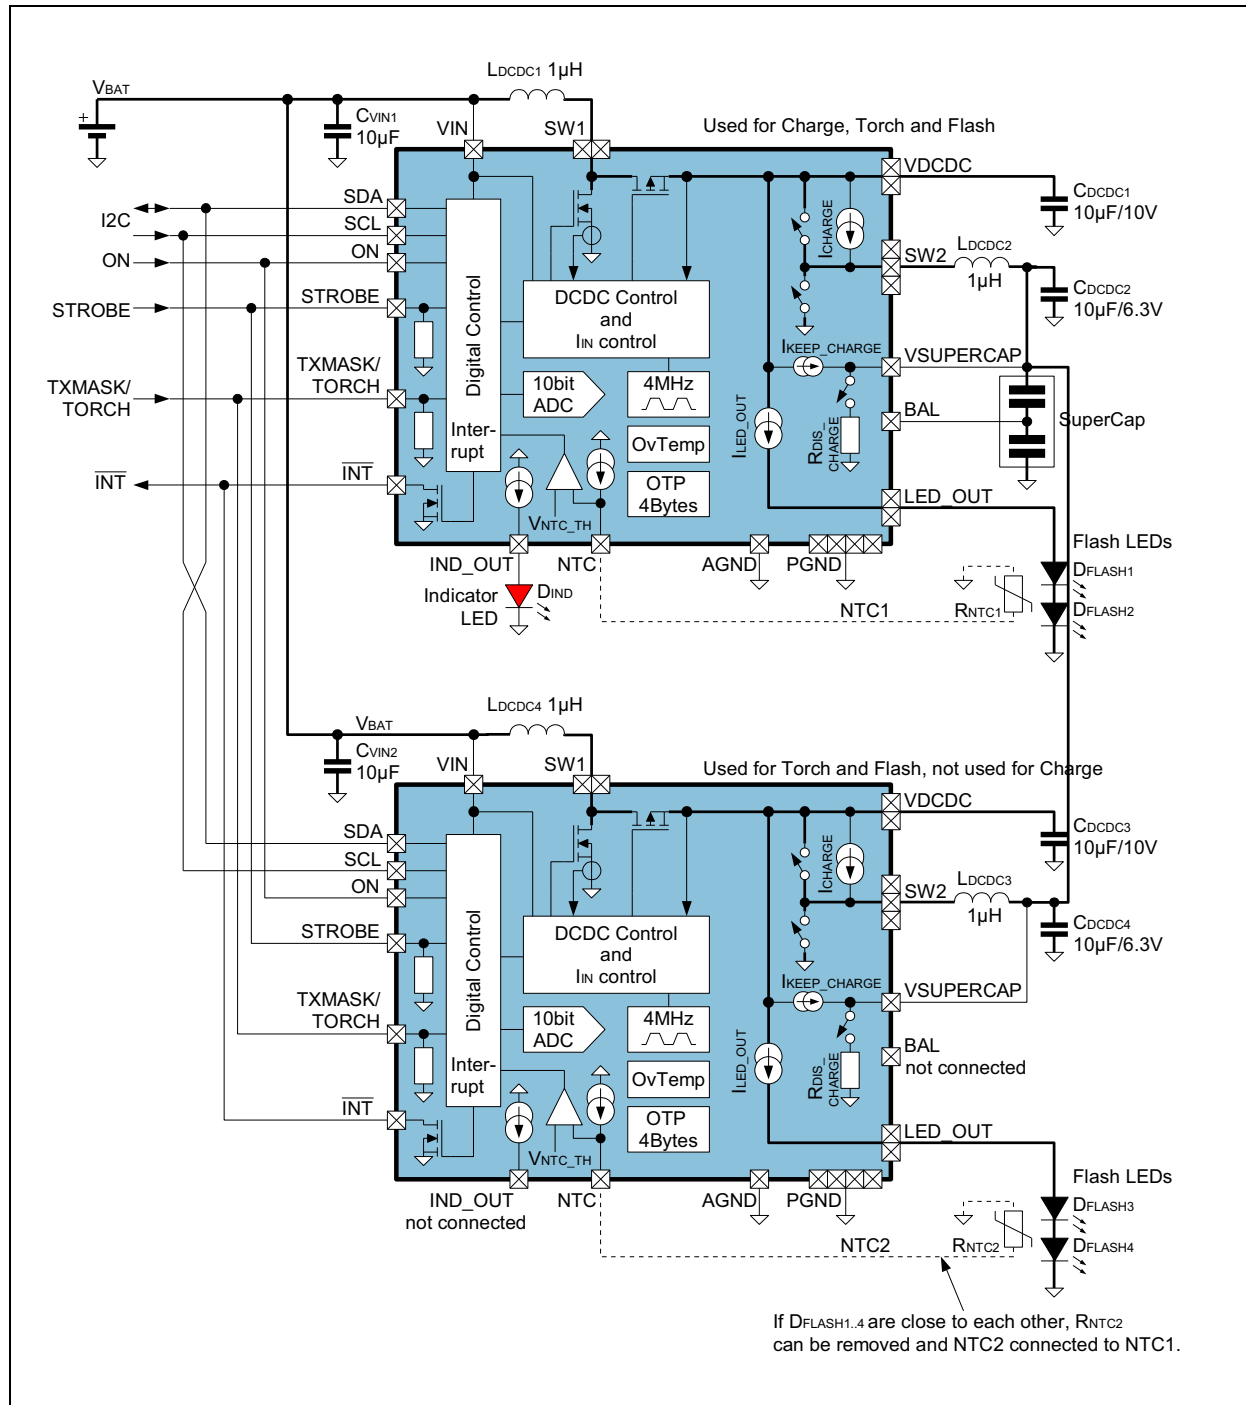 LDCDC1 1µH
VBAT
+
CVIN1
10µF
VIN
SW1
Used for Charge, Torch and Flash
VDCDC
CDCDC1
10µF/10V
I2C
SDA
SCL
ON
ON
STROBE
STROBE
TXMASK/
TORCH
TXMASK/
TORCH
INT
INT
Digital Control
Inter-
rupt
DCDC Control
and
IIN control
10bit
ADC
4MHz
OvTemp
OTP
4Bytes
VNTC_TH
ICHARGE
SW2
LDCDC2
1µH
CDCDC2
10µF/6.3V
IKEEP_CHARGE
VSUPERCAP
BAL
SuperCap
ILED_OUT
RDIS_
CHARGE
LED_OUT
Flash LEDs
DFLASH1
DFLASH2
IND_OUT
NTC
AGND
PGND
Indicator
LED
DIND
NTC1
RNTC1
LDCDC4 1µH
VBAT
CVIN2
10µF
VIN
SW1
Used for Torch and Flash, not used for Charge
VDCDC
CDCDC3
10µF/10V
SDA
SCL
ON
STROBE
TXMASK/
TORCH
INT
Digital Control
Inter-
rupt
DCDC Control
and
IIN control
10bit
ADC
4MHz
OvTemp
OTP
4Bytes
VNTC_TH
ICHARGE
SW2
LDCDC3
1µH
CDCDC4
10µF/6.3V
IKEEP_CHARGE
VSUPERCAP
BAL
not connected
ILED_OUT
RDIS_
CHARGE
LED_OUT
Flash LEDs
DFLASH3
DFLASH4
IND_OUT
not connected
NTC
AGND
PGND
NTC2
RNTC2
If DFLASH1..4 are close to each other, RNTC2
can be removed and NTC2 connected to NTC1.